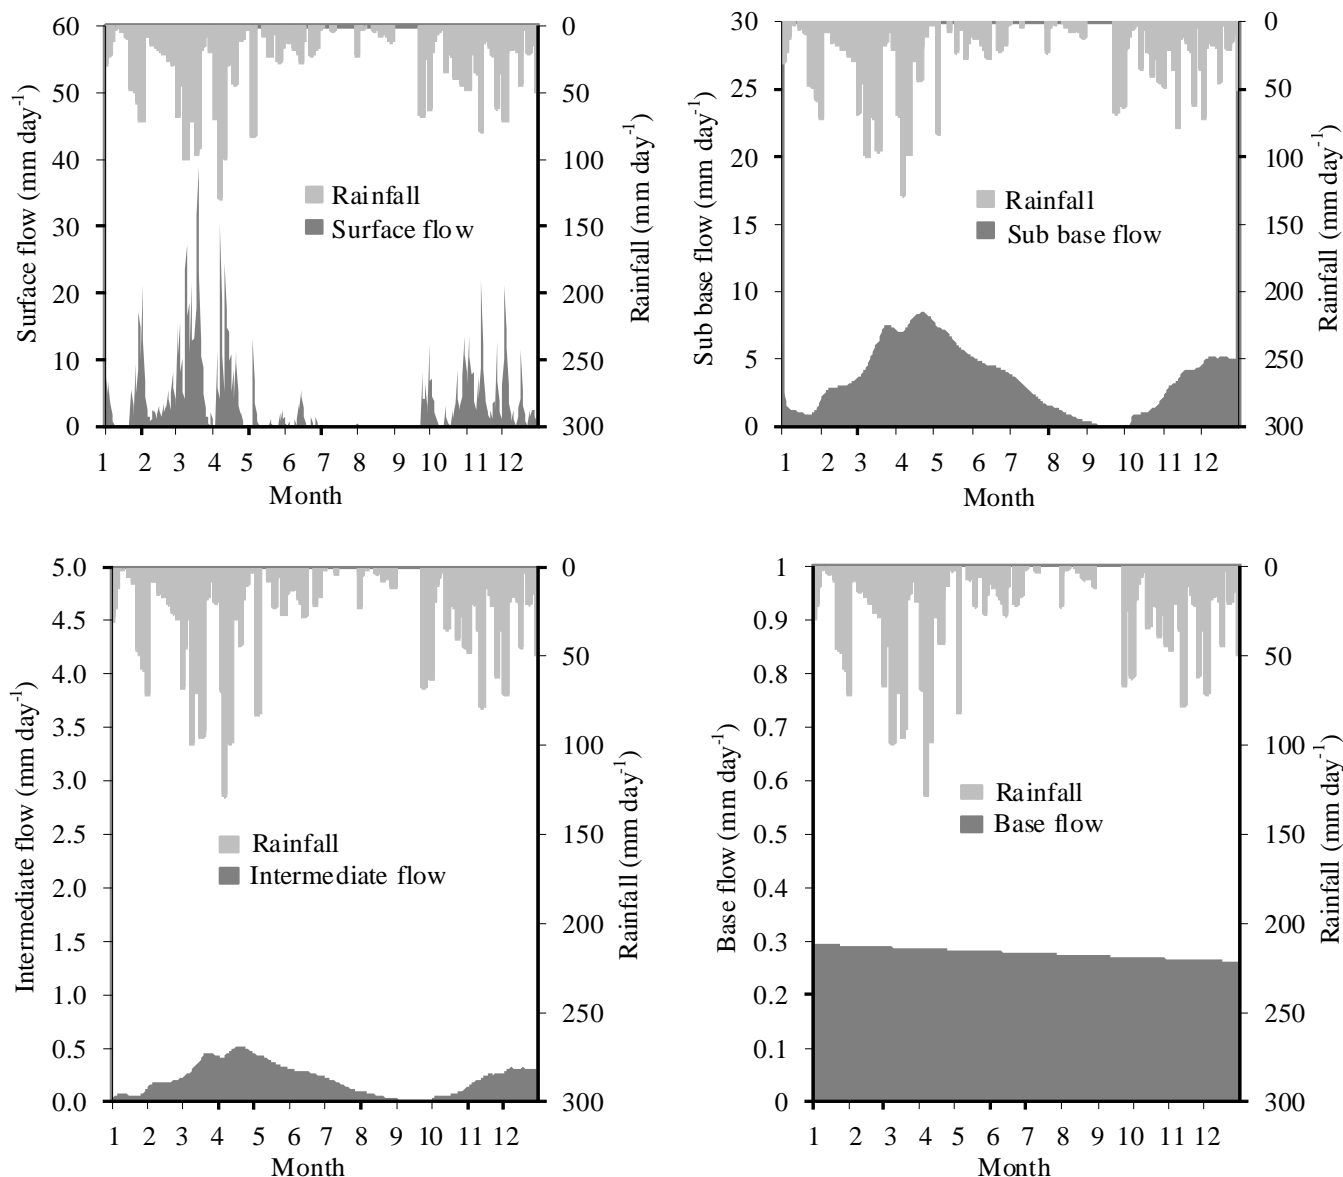 60
50
40
30
20
10
0
0
50
100
150
200
250
300
Surface flow (mm day-1)
Rainfall (mm day-1)
Rainfall
Surface flow
1 2 3 4 5 6 7 8 9 10 11 12
Month
30
25
20
15
10
5
0
0
50
100
150
200
250
300
Sub base flow (mm day-1)
Rainfall (mm day-1)
Rainfall
Sub base flow
1 2 3 4 5 6 7 8 9 10 11 12
Month
5.0
4.5
4.0
3.5
3.0
2.5
2.0
1.5
1.0
0.5
0.0
0
50
100
150
200
250
300
Intermediate flow (mm day-1)
Rainfall (mm day-1)
Rainfall
Intermediate flow
1 2 3 4 5 6 7 8 9 10 11 12
Month
1
0.9
0.8
0.7
0.6
0.5
0.4
0.3
0.2
0.1
0
0
50
100
150
200
250
300
Base flow (mm day-1)
Rainfall (mm day-1)
Rainfall
Base flow
1 2 3 4 5 6 7 8 9 10 11 12
Month